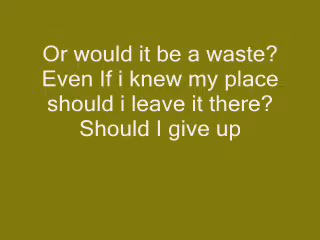 Or would it be a waste?
Even If i knew my place
should i leave it there?
Should I give up